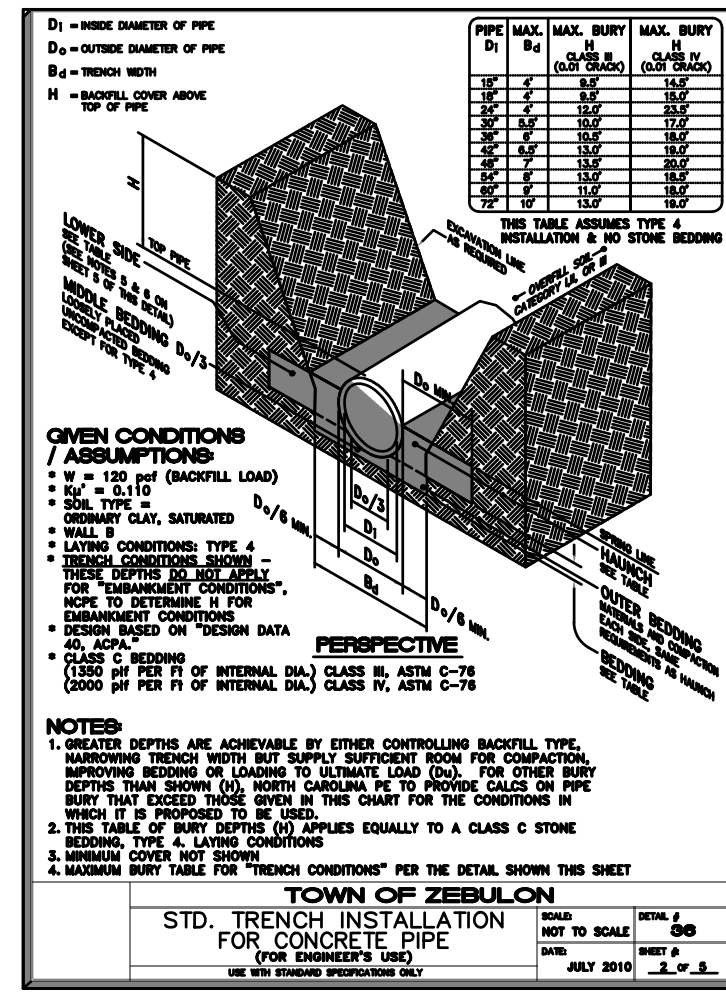 Di = INSIDE DIAMETER OF PIPE
Do = OUTSIDE DIAMETER OF PIPE
Bd = TRENCH WIDTH
H = BACKFILL COVER ABOVE
TOP OF PIPE
PIPE Di MAX. Bd MAX. BURY H CLASS III (0.01 CRACK) MAX. BURY H CLASS IV (0.01 CRACK)
15" 4' 9.5' 14.5'
18" 4' 9.5' 15.0'
24" 4' 12.0' 23.5'
30" 5.5' 10.0' 17.0'
36" 6' 10.5' 18.0'
42" 6.5' 13.0' 19.0'
48" 7' 13.5' 20.0'
54" 8' 13.0' 18.5'
60" 9' 11.0' 18.0'
72" 10' 13.0' 19.0'
THIS TABLE ASSUMES TYPE 4
INSTALLATION & NO STONE BEDDING
H
TOP PIPE
EXCAVATION LINE
AS REQUIRED
OVERFILL SOIL
CATEGORY I,II, OR III
LOWER SIDE
SEE TABLE
(SEE NOTES 5 & 6 ON
SHEET 5 OF THIS DETAIL)
MIDDLE BEDDING
LOOSELY PLACED
UNCOMPACTED BEDDING
EXCEPT FOR TYPE 4
Do/3
Do MIN.
Do/3
Di
Do
Bd
Do/6 MIN.
Do/6 MIN.
SPRING LINE
HAUNCH
SEE TABLE
OUTER BEDDING
MATERIALS AND COMPACTION
EACH SIDE, SAME
REQUIREMENTS AS HAUNCH
BEDDING
SEE TABLE
GIVEN CONDITIONS
/ ASSUMPTIONS:
* W = 120 pcf (BACKFILL LOAD)
* Kμ' = 0.110
* SOIL TYPE =
ORDINARY CLAY, SATURATED
* WALL B
* LAYING CONDITIONS: TYPE 4
* TRENCH CONDITIONS SHOWN –
THESE DEPTHS DO NOT APPLY
FOR "EMBANKMENT CONDITIONS",
NCPE TO DETERMINE H FOR
EMBANKMENT CONDITIONS
* DESIGN BASED ON "DESIGN DATA
40, ACPA."
* CLASS C BEDDING
(1350 plf PER Ft OF INTERNAL DIA.) CLASS III, ASTM C-76
(2000 plf PER Ft OF INTERNAL DIA.) CLASS IV, ASTM C-76
PERSPECTIVE
NOTES:
1. GREATER DEPTHS ARE ACHIEVABLE BY EITHER CONTROLLING BACKFILL TYPE,
NARROWING TRENCH WIDTH BUT SUPPLY SUFFICIENT ROOM FOR COMPACTION,
IMPROVING BEDDING OR LOADING TO ULTIMATE LOAD (Du). FOR OTHER BURY
DEPTHS THAN SHOWN (H), NORTH CAROLINA PE TO PROVIDE CALCS ON PIPE
BURY THAT EXCEED THOSE GIVEN IN THIS CHART FOR THE CONDITIONS IN
WHICH IT IS PROPOSED TO BE USED.
2. THIS TABLE OF BURY DEPTHS (H) APPLIES EQUALLY TO A CLASS C STONE
BEDDING, TYPE 4. LAYING CONDITIONS
3. MINIMUM COVER NOT SHOWN
4. MAXIMUM BURY TABLE FOR "TRENCH CONDITIONS" PER THE DETAIL SHOWN THIS SHEET
TOWN OF ZEBULON
STD. TRENCH INSTALLATION
FOR CONCRETE PIPE
(FOR ENGINEER'S USE)
USE WITH STANDARD SPECIFICATIONS ONLY
SCALE:
NOT TO SCALE
DETAIL #
36
DATE:
JULY 2010
SHEET #:
2 OF 5